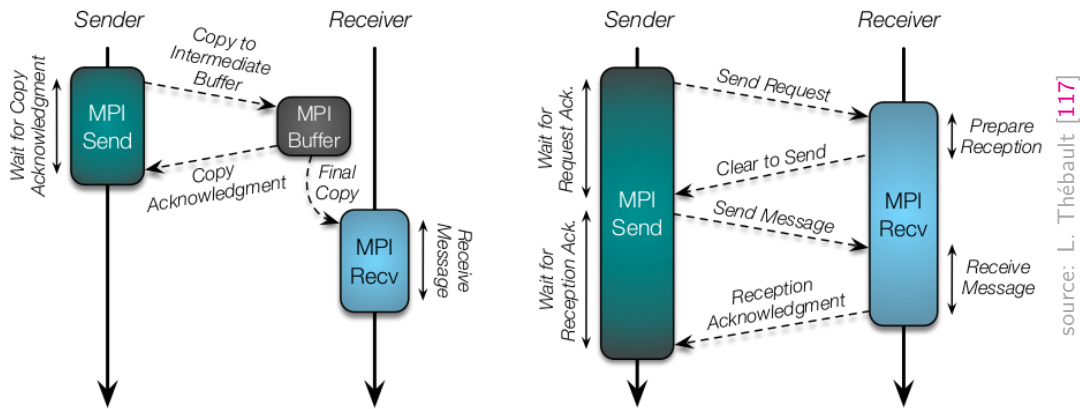 Sender
Receiver
Wait for Copy
Acknowledgment
MPI
Send
Copy to
Intermediate
Buffer
MPI
Buffer
Copy
Acknowledgment
Final
Copy
MPI
Recv
Receive
Message
Sender
Receiver
Wait for
Request Ack.
Wait for
Reception Ack.
MPI
Send
Send Request
Clear to Send
Send Message
Reception
Acknowledgment
MPI
Recv
Prepare
Reception
Receive
Message
source: L. Thébault [117]